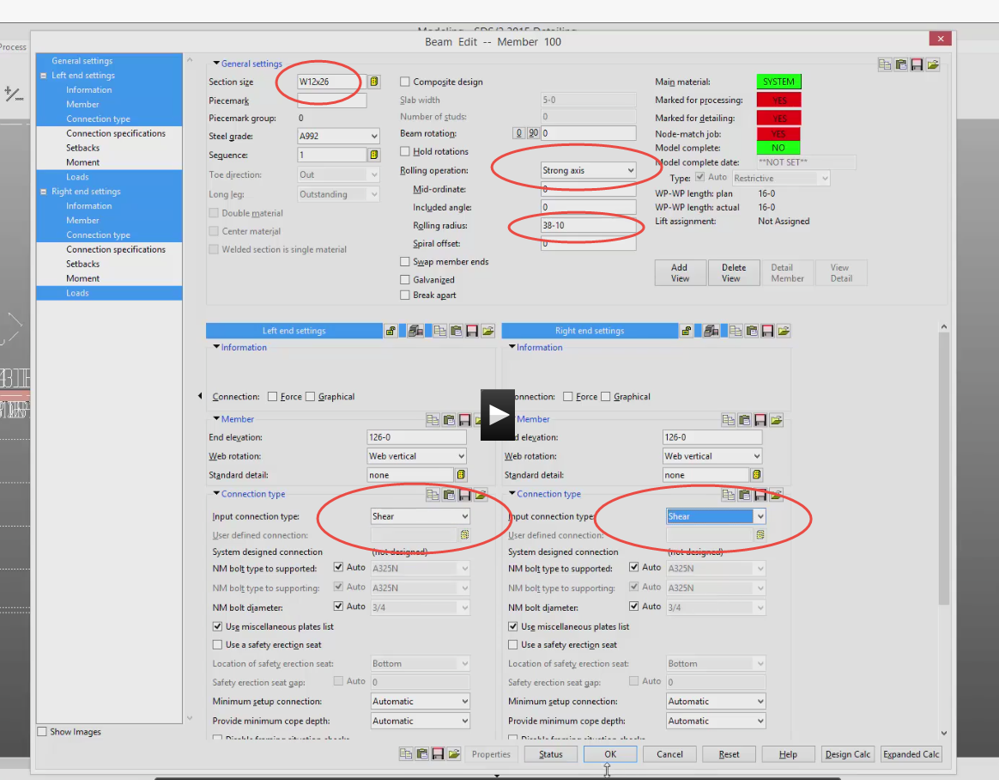 Modeling - SDS/2 2015 Detailing
Beam Edit -- Member 100
Process
General settings
Left end settings
Information
Member
Connection type
Connection specifications
Setbacks
Moment
Loads
Right end settings
Information
Member
Connection type
Connection specifications
Setbacks
Moment
Loads
Show Images
General settings
Section size W12x26
Piecemark
Piecemark group: 0
Steel grade: A992
Sequence: 1
Toe direction: Out
Long leg: Outstanding
Double material
Center material
Welded section is single material
Composite design
Slab width 5-0
Number of studs: 0
Beam rotation: 0 90 0
Hold rotations
Rolling operation: Strong axis
Mid-ordinate: 0
Included angle: 0
Rolling radius: 38-10
Spiral offset: 0
Swap member ends
Galvanized
Break apart
Main material: SYSTEM
Marked for processing: YES
Marked for detailing: YES
Node-match job: YES
Model complete: NO
Model complete date: **NOT SET**
Type: Auto Restrictive
WP-WP length: plan 16-0
WP-WP length: actual 16-0
Lift assignment: Not Assigned
Add View
Delete View
Detail Member
View Detail
Left end settings
Information
Connection: Force Graphical
Member
End elevation: 126-0
Web rotation: Web vertical
Standard detail: none
Connection type
Input connection type: Shear
User defined connection:
System designed connection (not designed)
NM bolt type to supported: Auto A325N
NM bolt type to supporting: Auto A325N
NM bolt diameter: Auto 3/4
Use miscellaneous plates list
Use a safety erection seat
Location of safety erection seat: Bottom
Safety erection seat gap: Auto 0
Minimum setup connection: Automatic
Provide minimum cope depth: Automatic
Disable framing situation checks
Right end settings
Information
onnection: Force Graphical
Member
d elevation: 126-0
Web rotation: Web vertical
Standard detail: none
Connection type
Input connection type: Shear
User defined connection:
System designed connection (not designed)
NM bolt type to supported: Auto A325N
NM bolt type to supporting: Auto A325N
NM bolt diameter: Auto 3/4
Use miscellaneous plates list
Use a safety erection seat
Location of safety erection seat: Bottom
Safety erection seat gap: Auto 0
Minimum setup connection: Automatic
Provide minimum cope depth: Automatic
Disable framing situation checks
Properties Status OK Cancel Reset Help Design Calc Expanded Calc